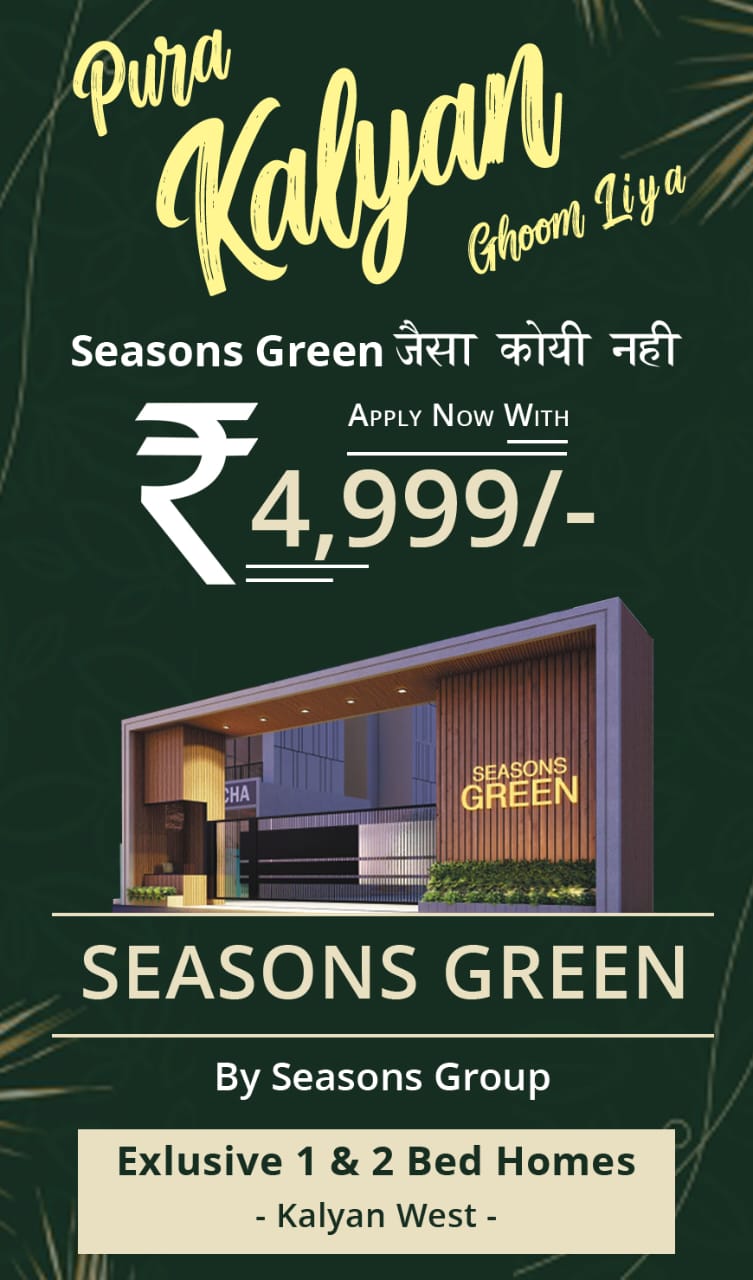 Pura
Kalyan
Ghoom Liya
Seasons Green जैसा कोयी नही
Apply Now With
₹4,999/-
CHA
SEASONS
GREEN
SEASONS GREEN
By Seasons Group
Exlusive 1 & 2 Bed Homes
- Kalyan West -